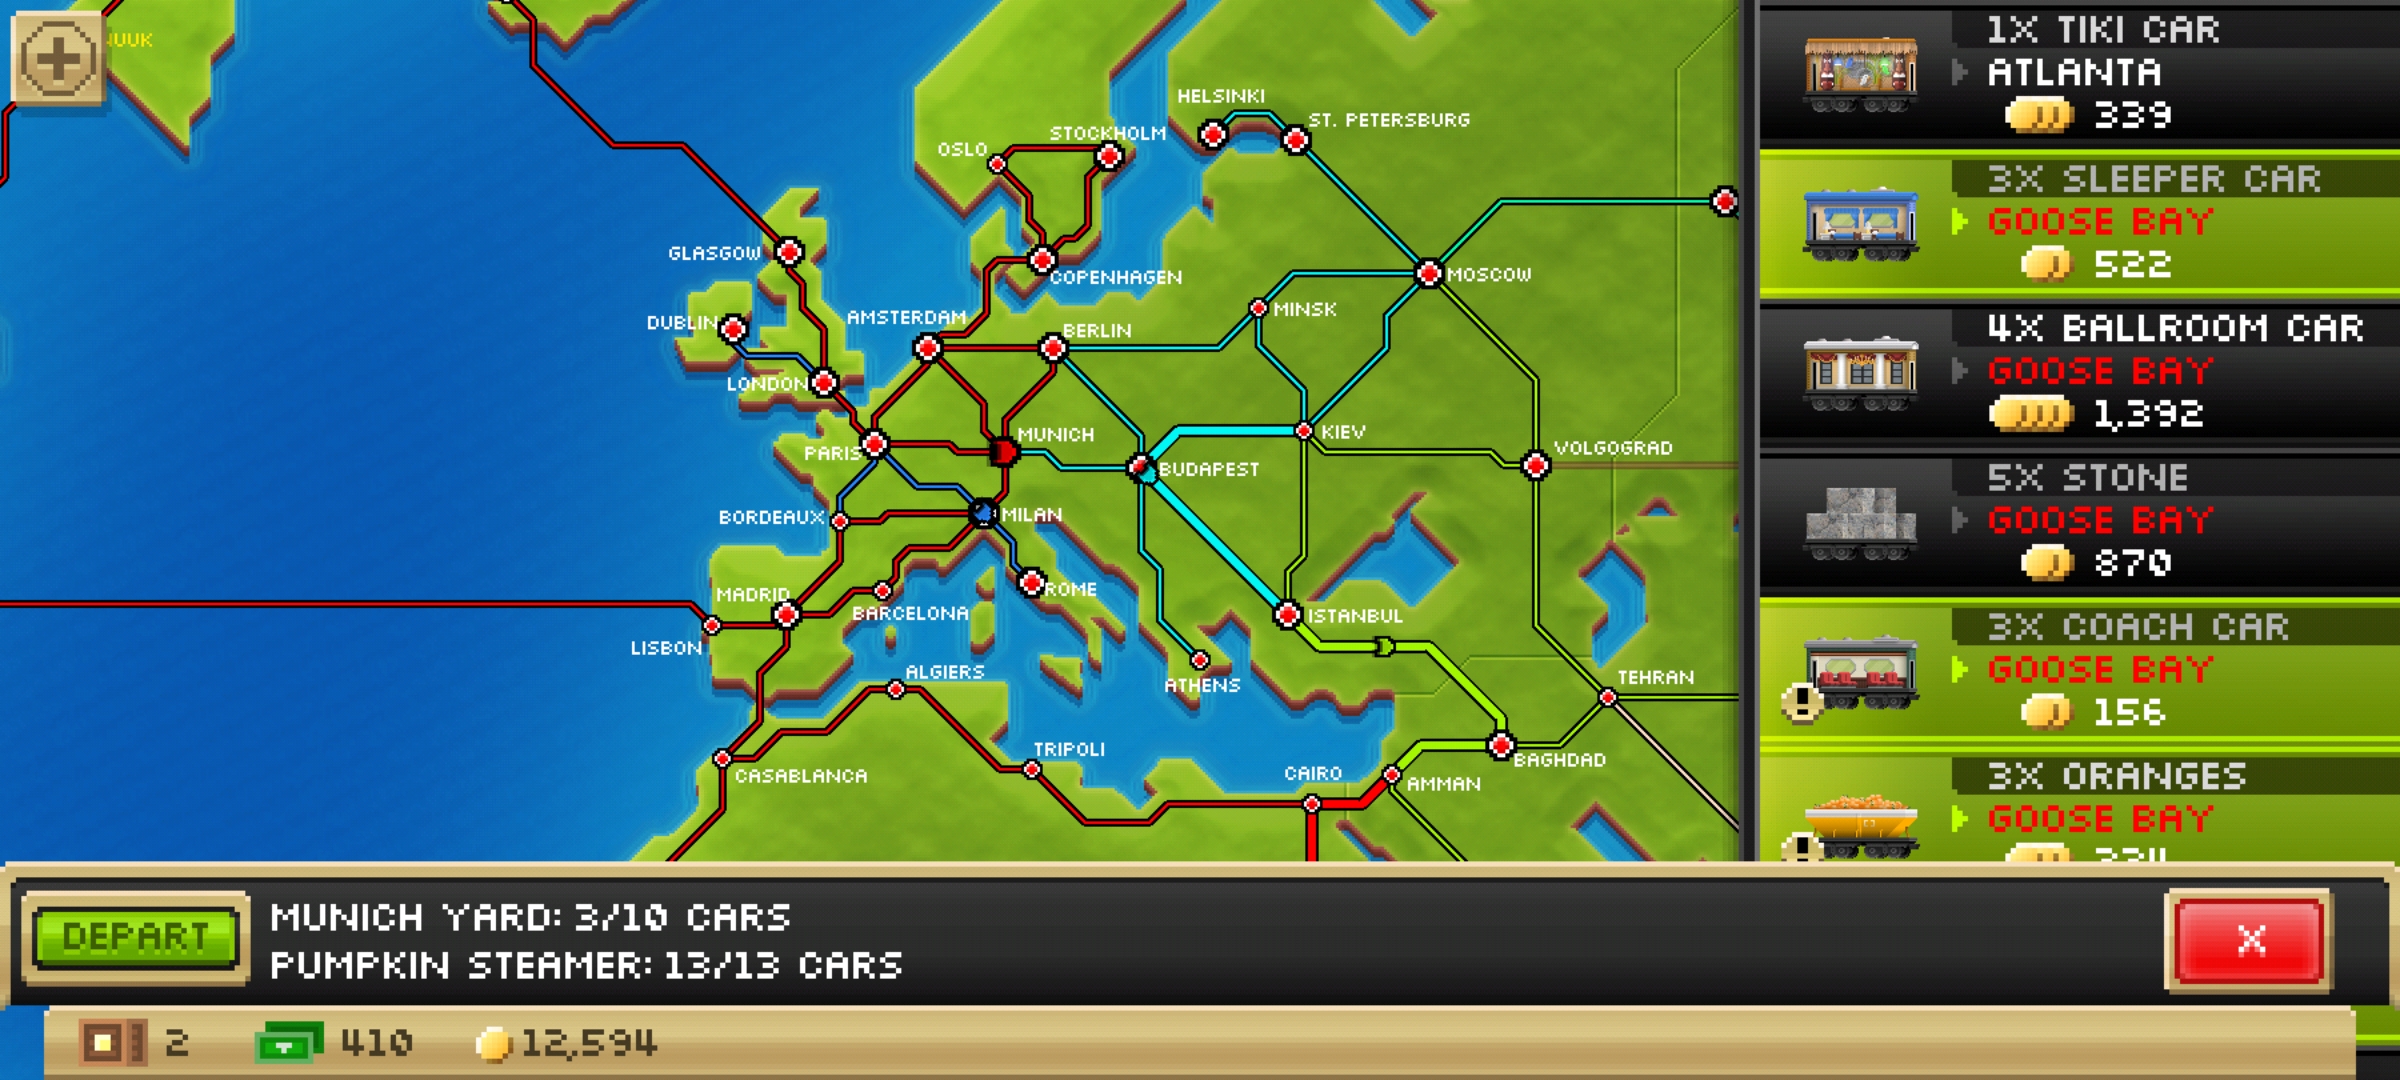 NUUK
HELSINKI
ST. PETERSBURG
STOCKHOLM
OSLO
GLASGOW
COPENHAGEN
MOSCOW
DUBLIN
AMSTERDAM
BERLIN
MINSK
LONDON
MUNICH
KIEV
PARIS
BUDAPEST
VOLGOGRAD
BORDEAUX
MILAN
MADRID
ROME
BARCELONA
ISTANBUL
LISBON
ALGIERS
ATHENS
TEHRAN
TRIPOLI
CASABLANCA
CAIRO
BAGHDAD
AMMAN
1X TIKI CAR
ATLANTA
339
3X SLEEPER CAR
GOOSE BAY
522
4X BALLROOM CAR
GOOSE BAY
1,392
5X STONE
GOOSE BAY
870
3X COACH CAR
GOOSE BAY
156
3X ORANGES
GOOSE BAY
DEPART
MUNICH YARD: 3/10 CARS
PUMPKIN STEAMER: 13/13 CARS
X
2
410
12,594